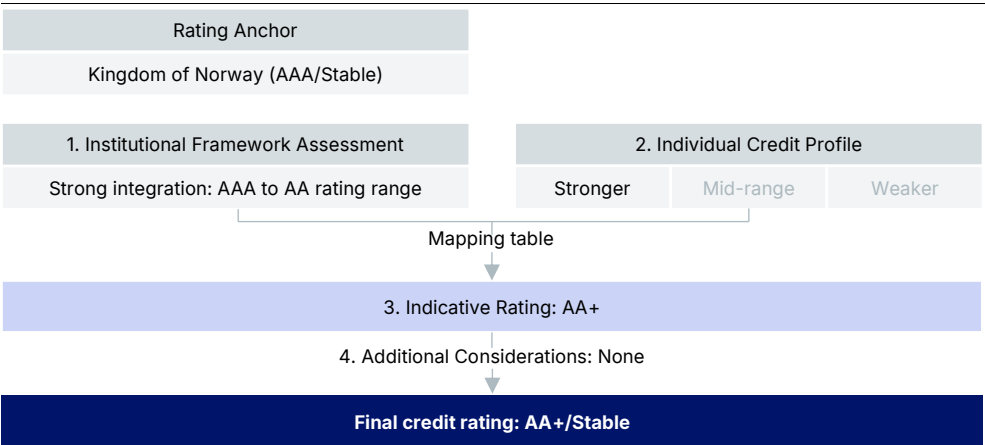 Rating Anchor
Kingdom of Norway (AAA/Stable)
1. Institutional Framework Assessment
Strong integration: AAA to AA rating range
2. Individual Credit Profile
Stronger
Mid-range
Weaker
Mapping table
3. Indicative Rating: AA+
4. Additional Considerations: None
Final credit rating: AA+/Stable